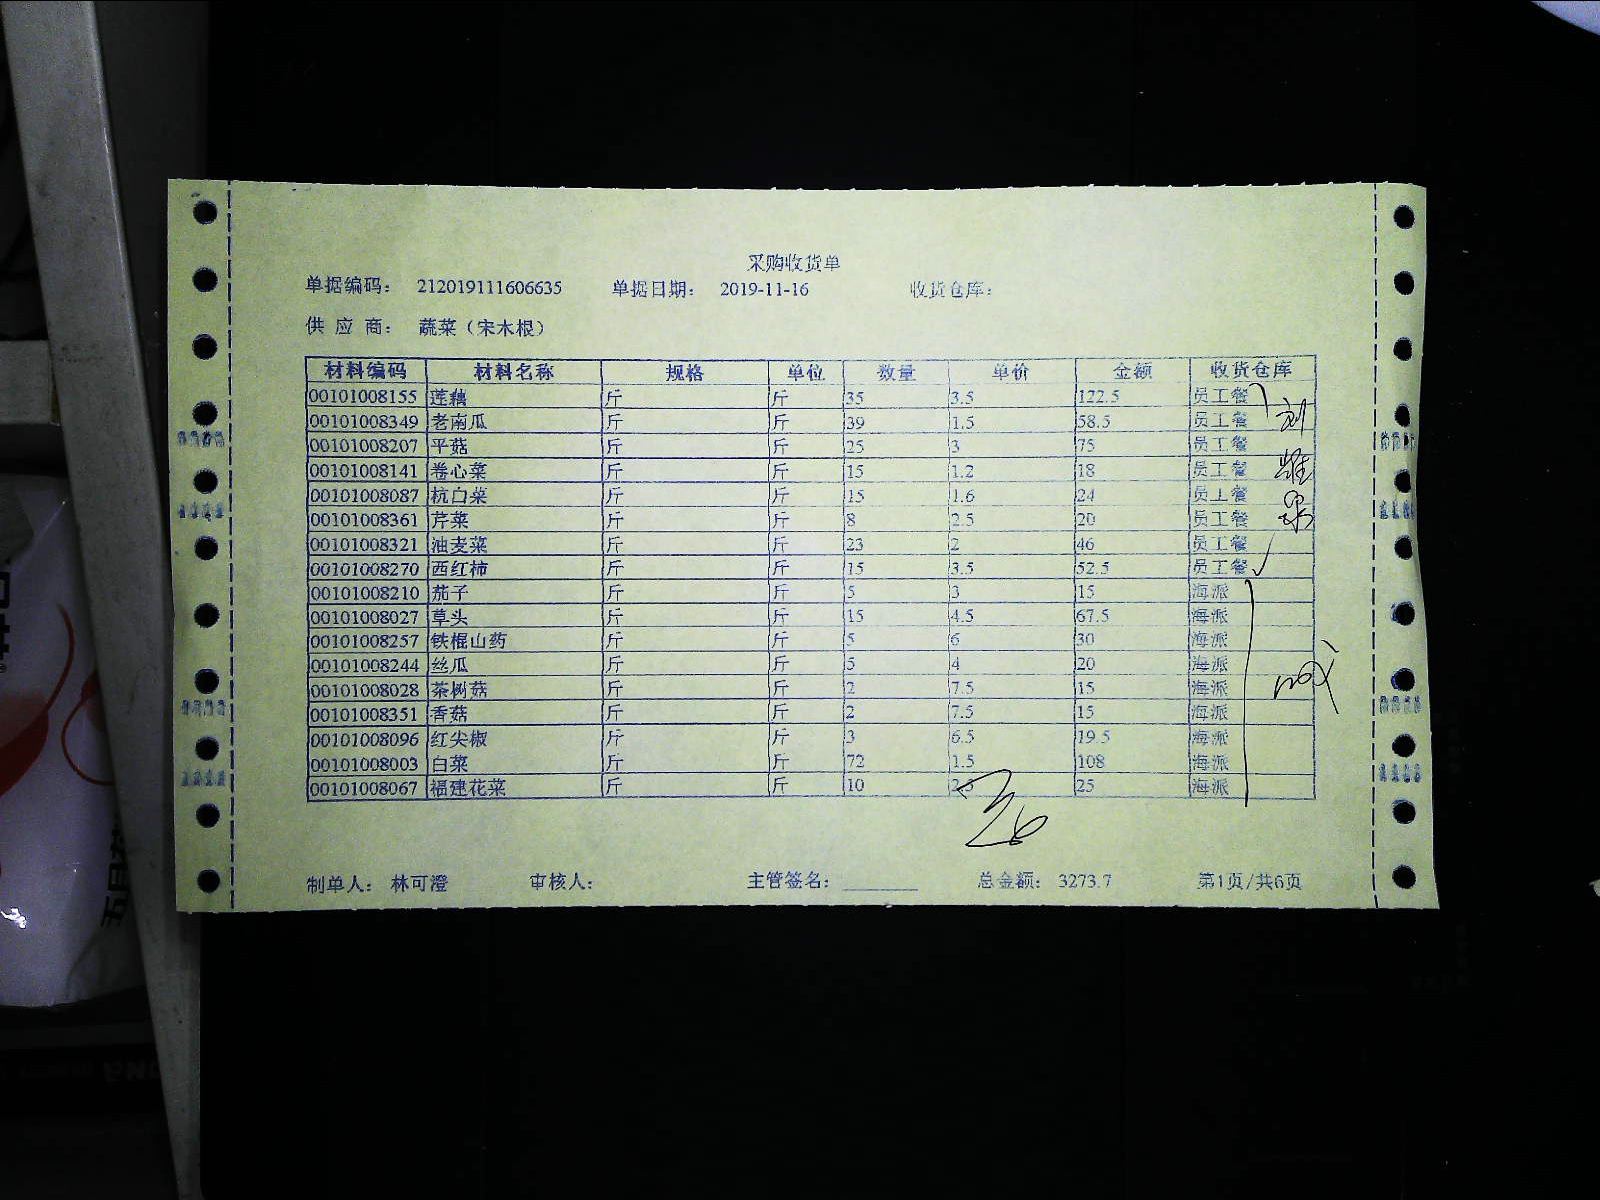 采购收货单
单据编码： 212019111606635 单据日期： 2019-11-16 收货仓库：
供 应 商： 蔬菜（宋木根）
材料编码 材料名称 规格 单位 数量 单价 金额 收货仓库
00101008155 莲藕 斤 斤 35 3.5 122.5 员工餐
00101008349 老南瓜 斤 斤 39 1.5 58.5 员工餐
00101008207 平菇 斤 斤 25 3 75 员工餐
00101008141 卷心菜 斤 斤 15 1.2 18 员工餐
00101008087 杭白菜 斤 斤 15 1.6 24 员工餐
00101008361 芹菜 斤 斤 8 2.5 20 员工餐
00101008321 油麦菜 斤 斤 23 2 46 员工餐
00101008270 西红柿 斤 斤 15 3.5 52.5 员工餐
00101008210 茄子 斤 斤 5 3 15 海派
00101008027 草头 斤 斤 15 4.5 67.5 海派
00101008257 铁棍山药 斤 斤 5 6 30 海派
00101008244 丝瓜 斤 斤 5 4 20 海派
00101008028 茶树菇 斤 斤 2 7.5 15 海派
00101008351 香菇 斤 斤 2 7.5 15 海派
00101008096 红尖椒 斤 斤 3 6.5 19.5 海派
00101008003 白菜 斤 斤 72 1.5 108 海派
00101008067 福建花菜 斤 斤 10 2.5 25 海派
制单人： 林可澄 审核人： 主管签名： 总金额： 3273.7 第1页/共6页